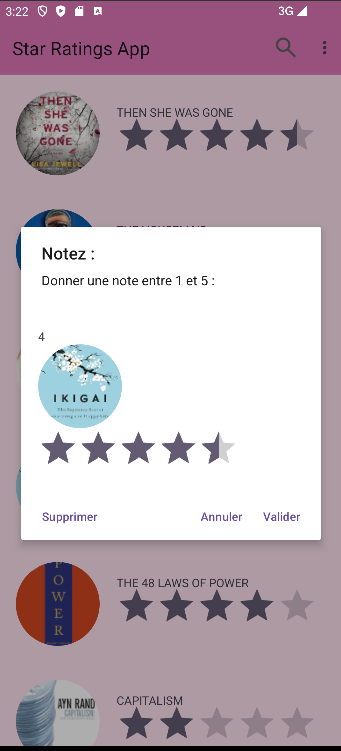 3:22
3G
Star Ratings App
THEN
SHE
WAS
GONE
LISA JEWELL
THEN SHE WAS GONE
Notez :
Donner une note entre 1 et 5 :
4
IKIGAI
Supprimer
Annuler
Valider
POWER
THE 48 LAWS OF POWER
AYN RAND
CAPITALISM
CAPITALISM